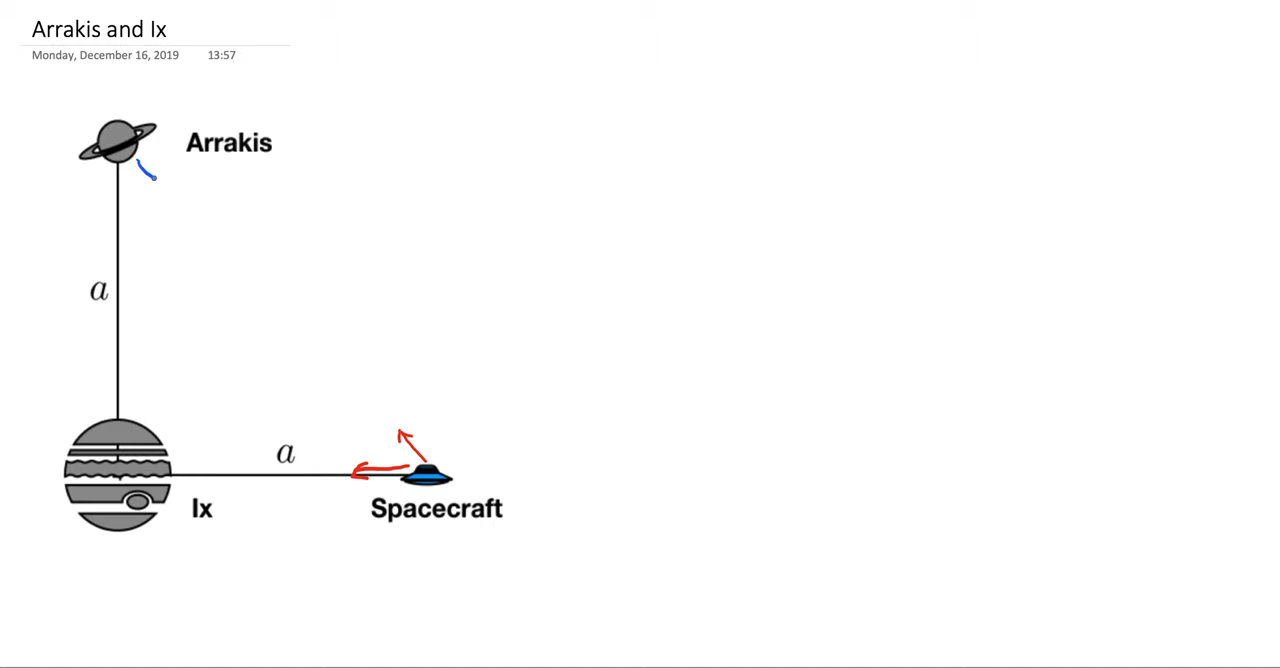 Arrakis and Ix
Monday, December 16, 2019 13:57
Arrakis
a
a
Ix
Spacecraft